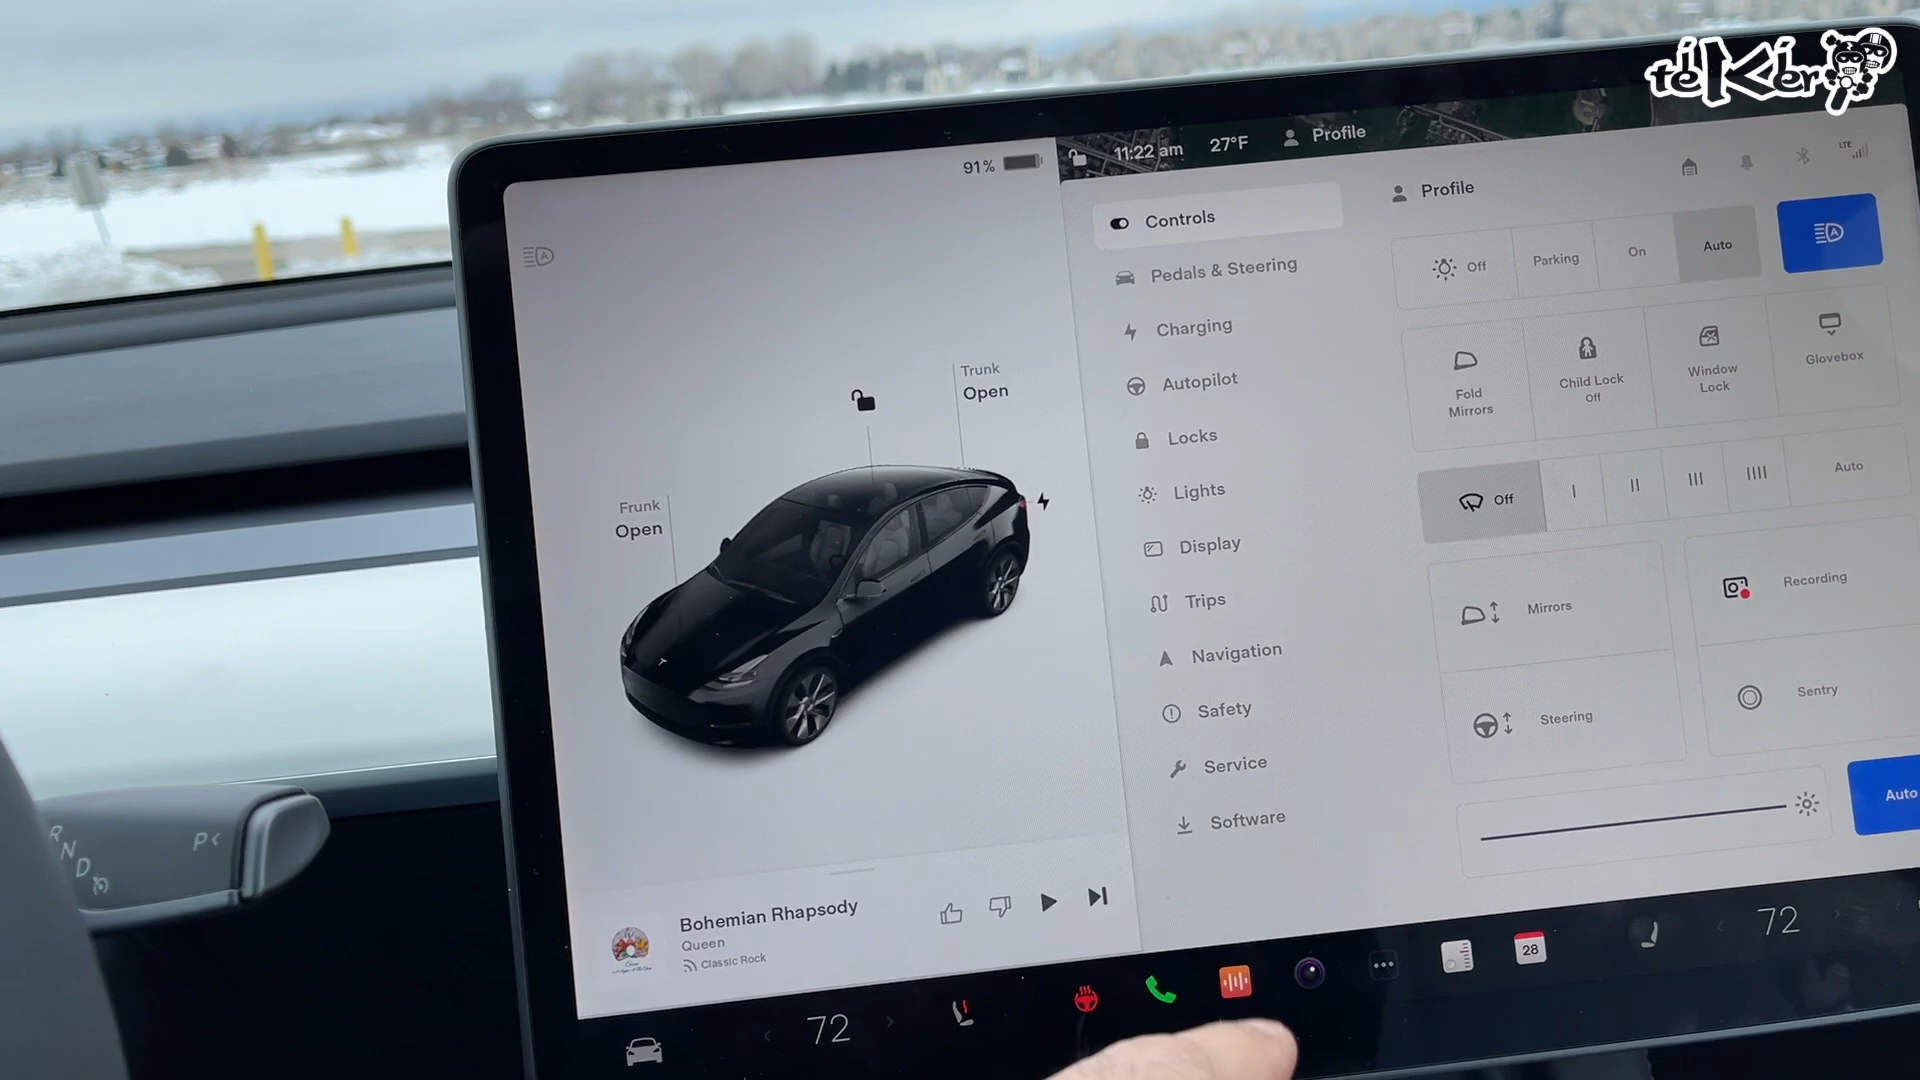 téKér
91%
11:22 am
27°F
Profile
LTE
Controls
Profile
Off
Parking
On
Auto
A
A
Pedals & Steering
Charging
Autopilot
Locks
Lights
Display
Trips
Navigation
Safety
Service
Software
Fold
Mirrors
Child Lock
Off
Window
Lock
Glovebox
Off
I
II
III
IIII
Auto
Mirrors
Recording
Steering
Sentry
Auto
Trunk
Open
Frunk
Open
R
N
D
P<
Bohemian Rhapsody
Queen
Classic Rock
72
28
72